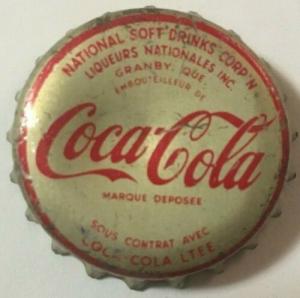 NATIONAL SOFT DRINKS CORP'N
LIQUEURS NATIONALES, INC.
GRANBY, QUE.
EMBOUTEILLEUR DE
Coca-Cola
MARQUE DEPOSEE
SOUS CONTRAT AVEC
COCA-COLA LTEE